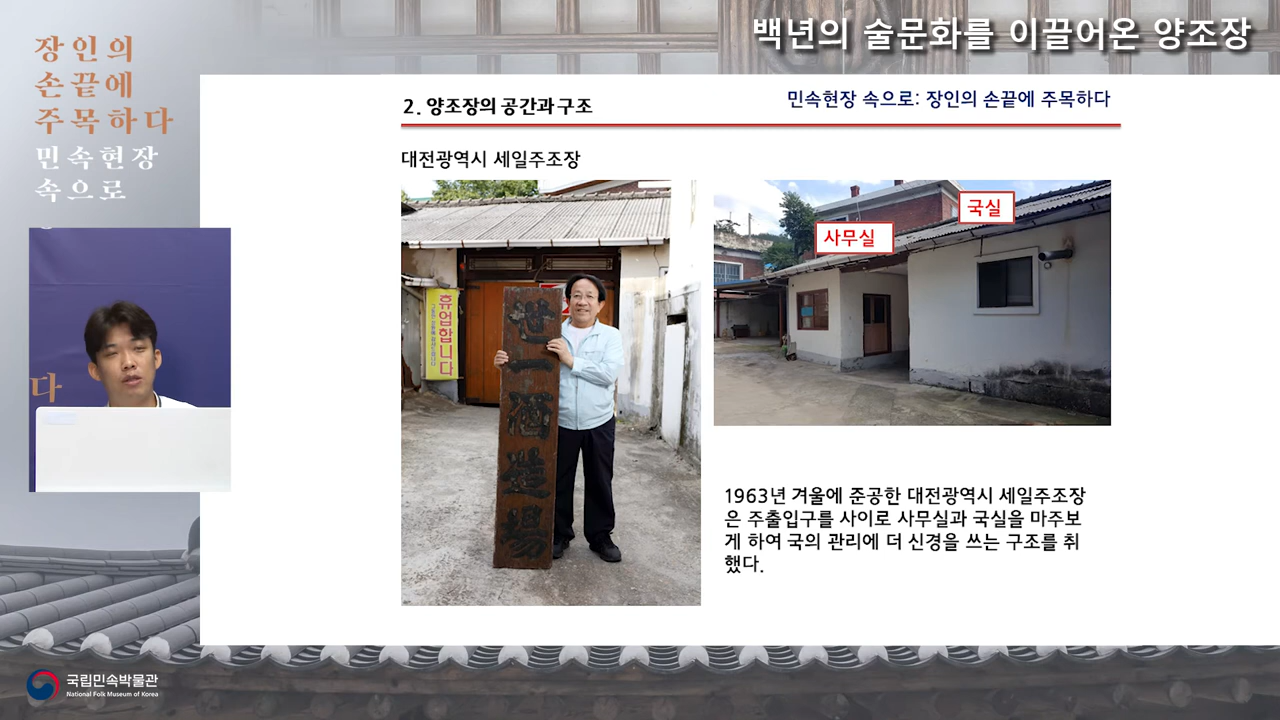 백년의 술문화를 이끌어온 양조장
장인의
손끝에
주목하다
민속현장
속으로
2. 양조장의 공간과 구조
민속현장 속으로: 장인의 손끝에 주목하다
대전광역시 세일주조장
휴업합니다
世一酒造場
사무실
국실
1963년 겨울에 준공한 대전광역시 세일주조장
은 주출입구를 사이로 사무실과 국실을 마주보
게 하여 국의 관리에 더 신경을 쓰는 구조를 취
했다.
다
국립민속박물관
National Folk Museum of Korea